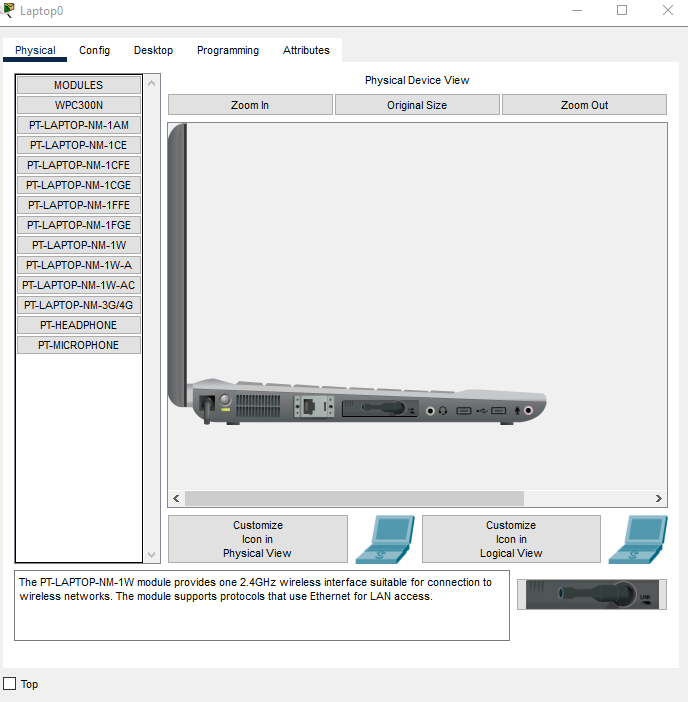 Laptop0
Physical
Config
Desktop
Programming
Attributes
MODULES
WPC300N
PT-LAPTOP-NM-1AM
PT-LAPTOP-NM-1CE
PT-LAPTOP-NM-1CFE
PT-LAPTOP-NM-1CGE
PT-LAPTOP-NM-1FFE
PT-LAPTOP-NM-1FGE
PT-LAPTOP-NM-1W
PT-LAPTOP-NM-1W-A
PT-LAPTOP-NM-1W-AC
PT-LAPTOP-NM-3G/4G
PT-HEADPHONE
PT-MICROPHONE
Physical Device View
Zoom In
Original Size
Zoom Out
Customize
Icon in
Physical View
Customize
Icon in
Logical View
The PT-LAPTOP-NM-1W module provides one 2.4GHz wireless interface suitable for connection to
wireless networks. The module supports protocols that use Ethernet for LAN access.
LINK
Top